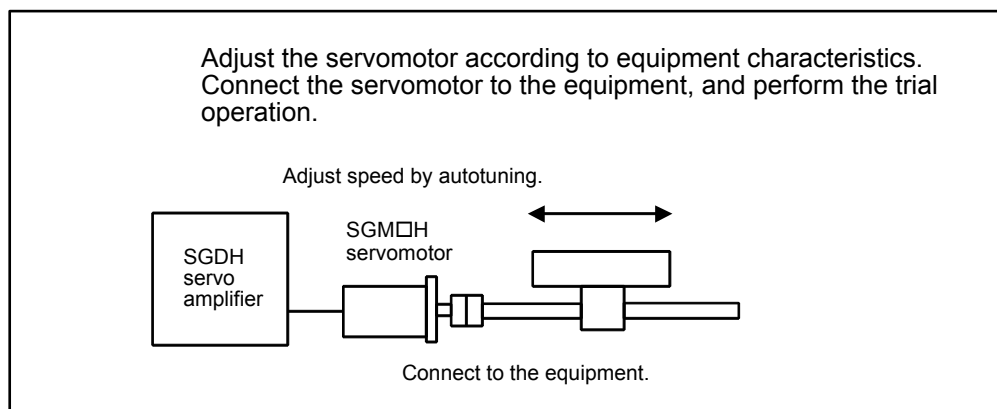 Adjust the servomotor according to equipment characteristics.
Connect the servomotor to the equipment, and perform the trial
operation.
Adjust speed by autotuning.
SGM□H
servomotor
SGDH
servo
amplifier
Connect to the equipment.